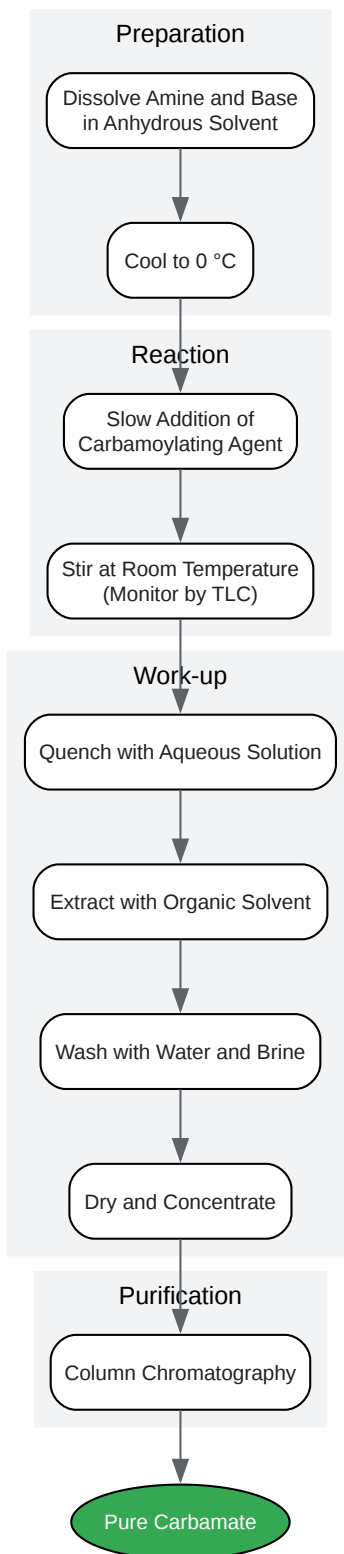 Preparation
Dissolve Amine and Base
in Anhydrous Solvent
Cool to 0 °C
Reaction
Slow Addition of
Carbamoylating Agent
Stir at Room Temperature
(Monitor by TLC)
Work-up
Quench with Aqueous Solution
Extract with Organic Solvent
Wash with Water and Brine
Dry and Concentrate
Purification
Column Chromatography
Pure Carbamate